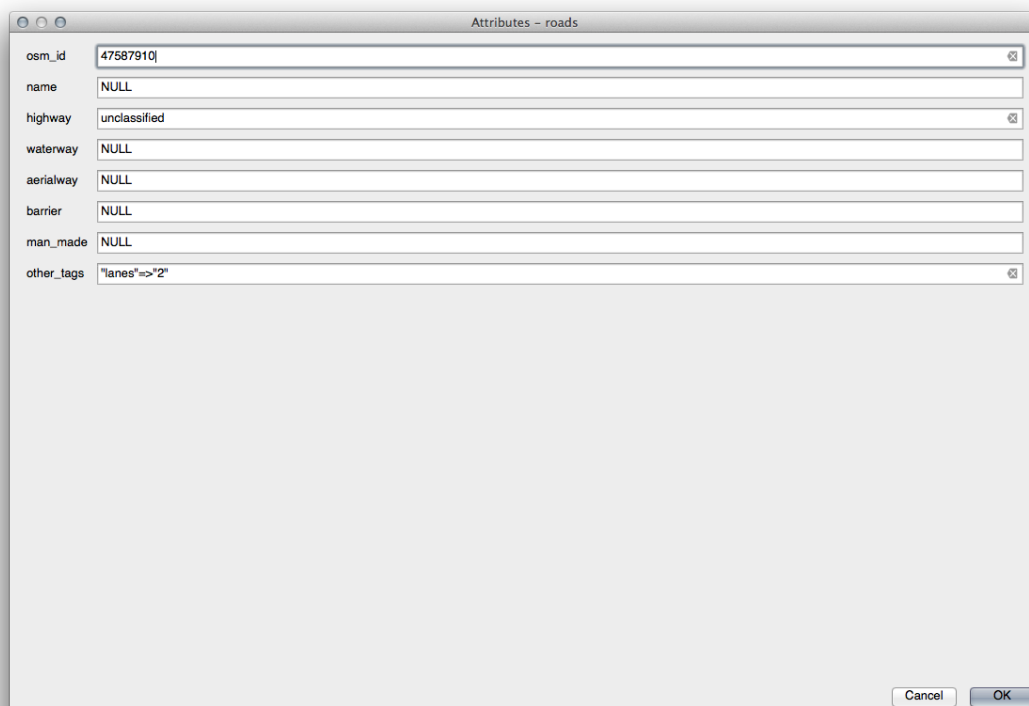 Attributes – roads
osm_id 47587910
name NULL
highway unclassified
waterway NULL
aerialway NULL
barrier NULL
man_made NULL
other_tags "lanes"=>"2"
Cancel OK